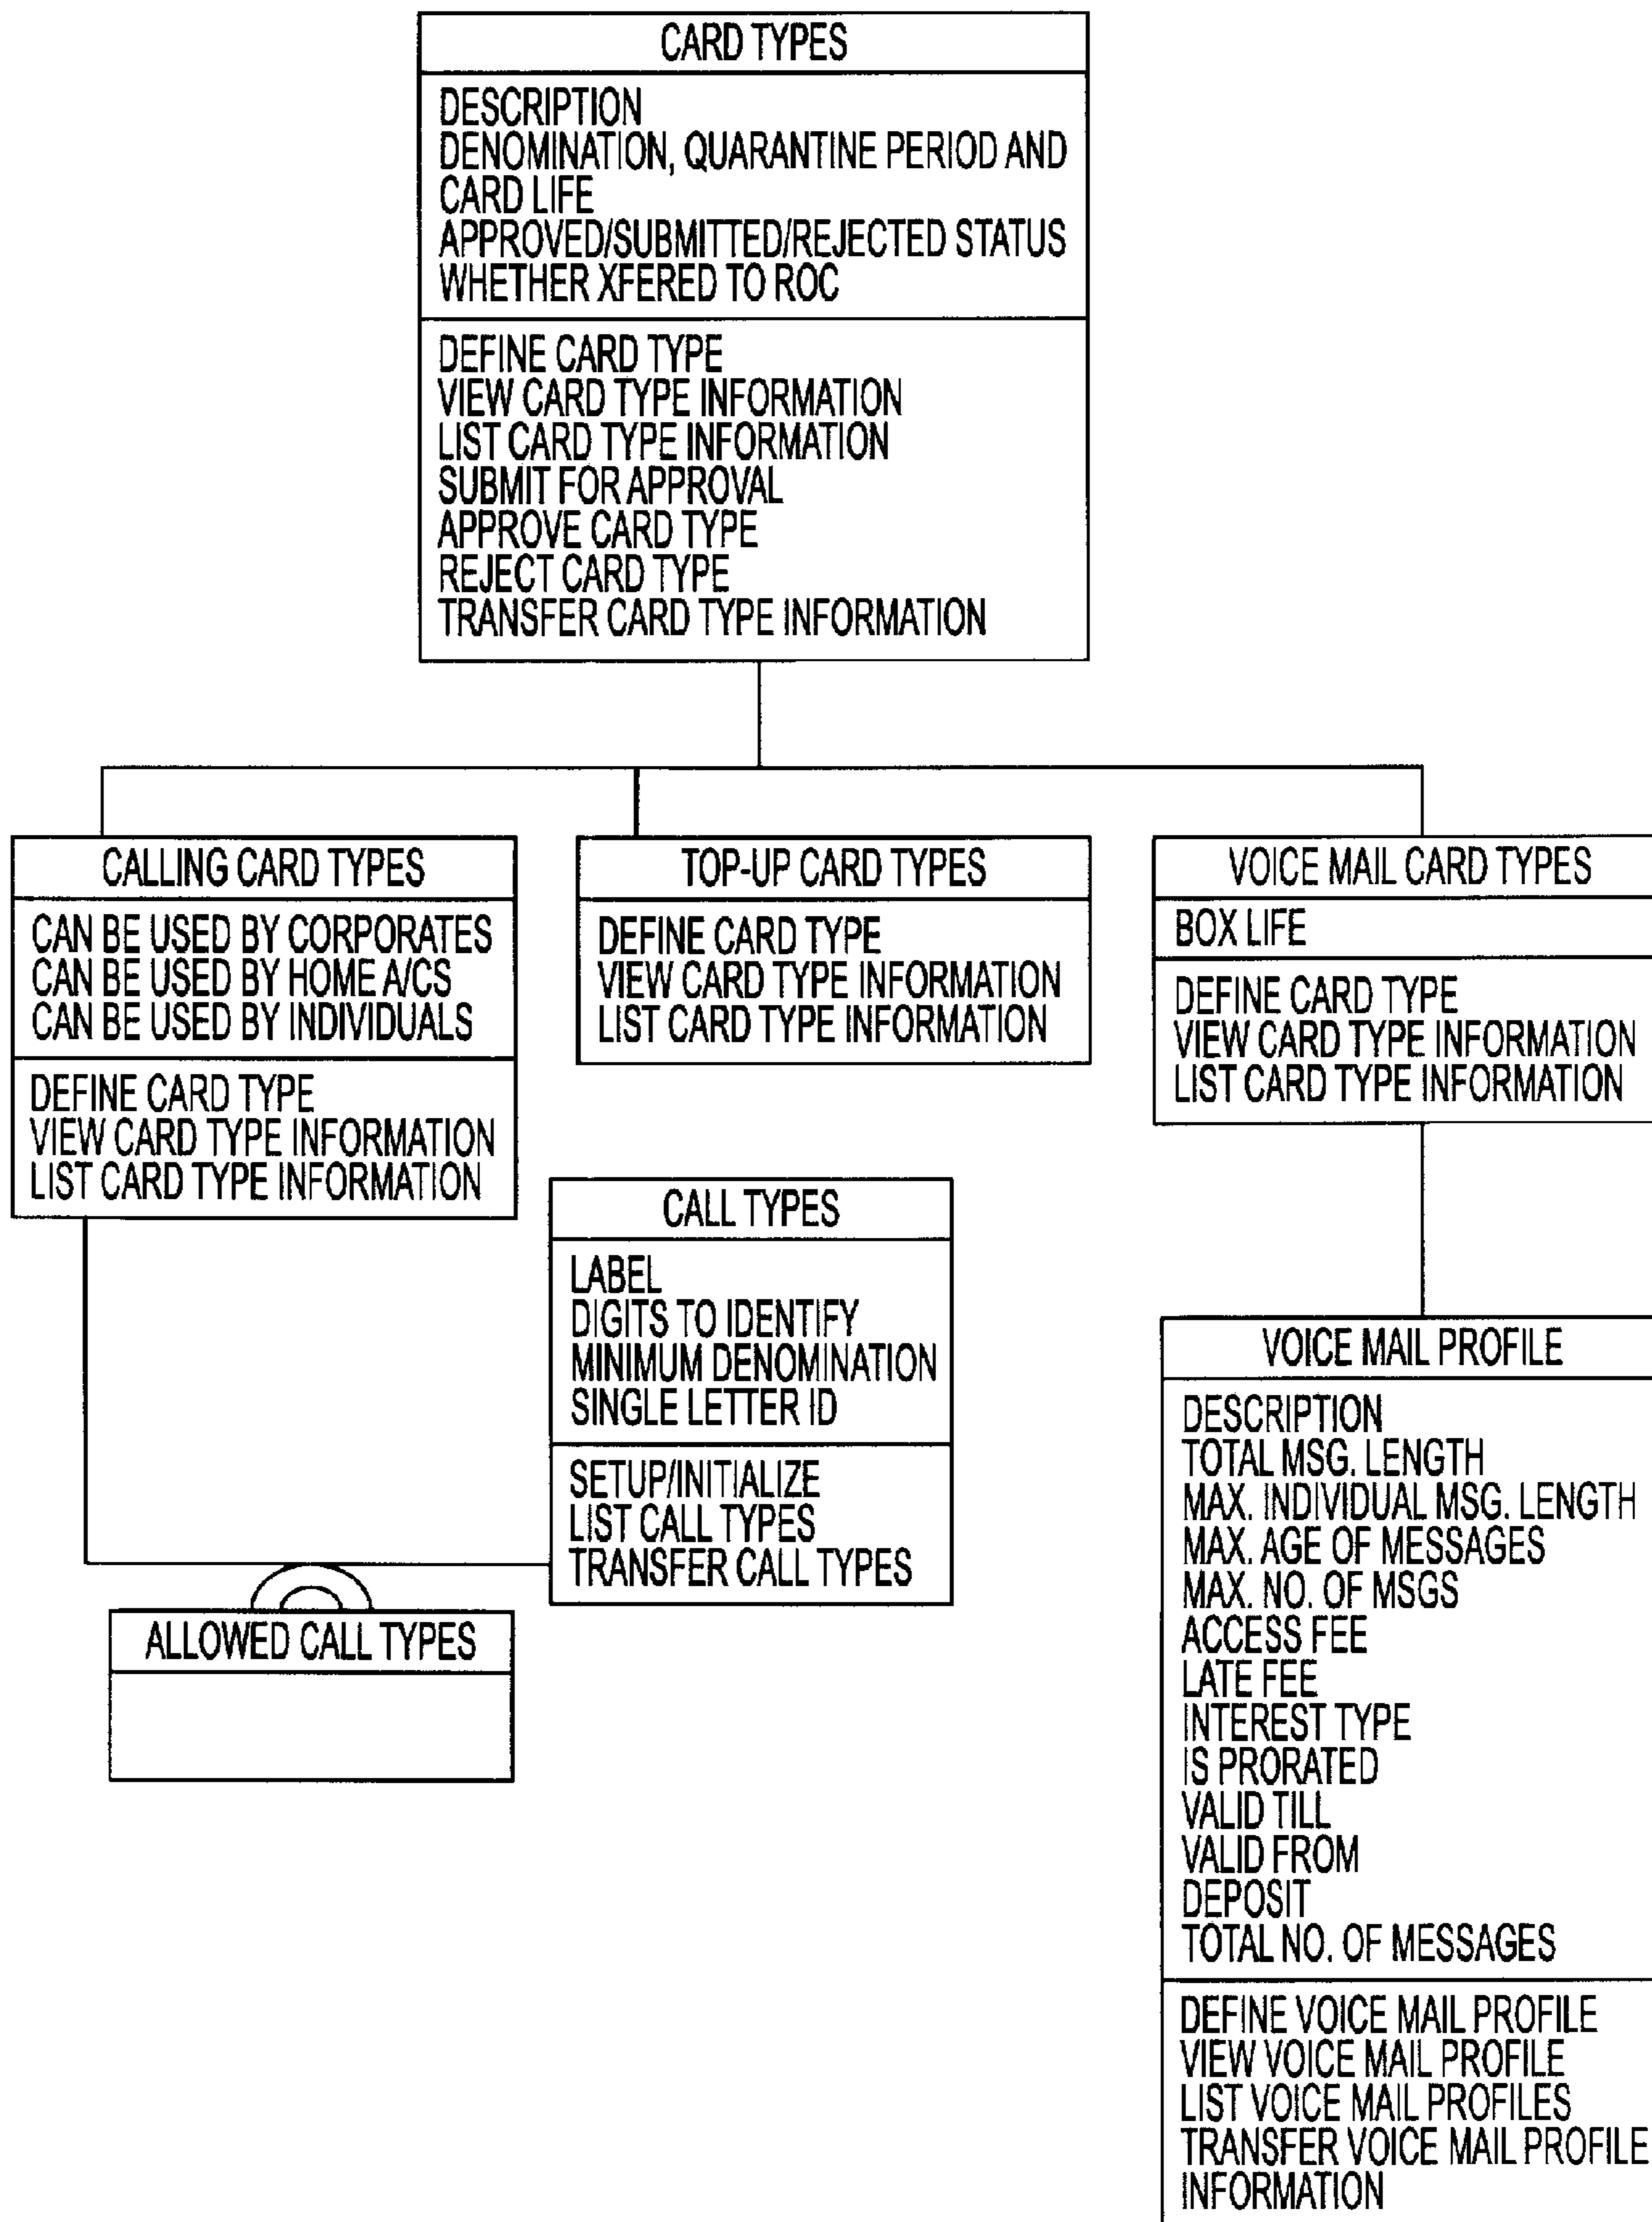 CARD TYPES
DESCRIPTION
DENOMINATION, QUARANTINE PERIOD AND
CARD LIFE
APPROVED/SUBMITTED/REJECTED STATUS
WHETHER XFERED TO ROC
DEFINE CARD TYPE
VIEW CARD TYPE INFORMATION
LIST CARD TYPE INFORMATION
SUBMIT FOR APPROVAL
APPROVE CARD TYPE
REJECT CARD TYPE
TRANSFER CARD TYPE INFORMATION
CALLING CARD TYPES
CAN BE USED BY CORPORATES
CAN BE USED BY HOME A/CS
CAN BE USED BY INDIVIDUALS
DEFINE CARD TYPE
VIEW CARD TYPE INFORMATION
LIST CARD TYPE INFORMATION
TOP-UP CARD TYPES
DEFINE CARD TYPE
VIEW CARD TYPE INFORMATION
LIST CARD TYPE INFORMATION
VOICE MAIL CARD TYPES
BOX LIFE
DEFINE CARD TYPE
VIEW CARD TYPE INFORMATION
LIST CARD TYPE INFORMATION
CALL TYPES
LABEL
DIGITS TO IDENTIFY
MINIMUM DENOMINATION
SINGLE LETTER ID
SETUP/INITIALIZE
LIST CALL TYPES
TRANSFER CALL TYPES
ALLOWED CALL TYPES
VOICE MAIL PROFILE
DESCRIPTION
TOTAL MSG. LENGTH
MAX. INDIVIDUAL MSG. LENGTH
MAX. AGE OF MESSAGES
MAX. NO. OF MSGS
ACCESS FEE
LATE FEE
INTEREST TYPE
IS PRORATED
VALID TILL
VALID FROM
DEPOSIT
TOTAL NO. OF MESSAGES
DEFINE VOICE MAIL PROFILE
VIEW VOICE MAIL PROFILE
LIST VOICE MAIL PROFILES
TRANSFER VOICE MAIL PROFILE
INFORMATION